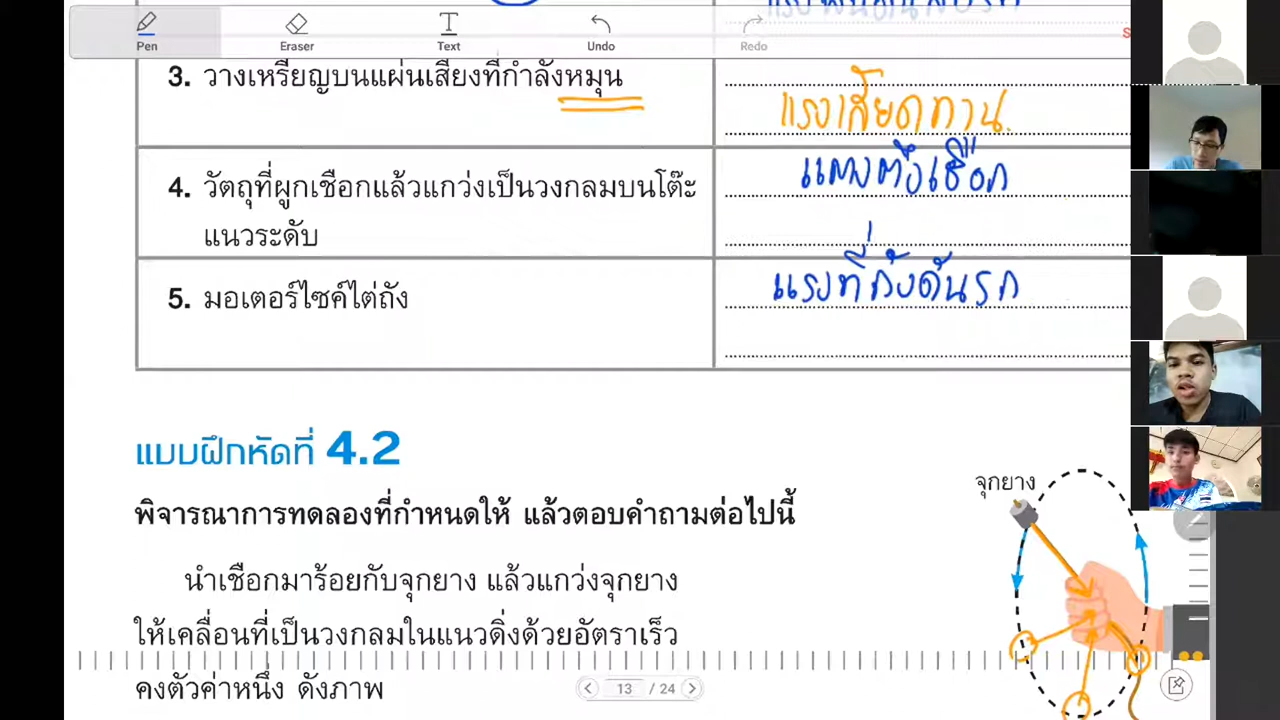 Pen
Eraser
Text
Undo
Redo
3. วางเหรียญบนแผ่นเสียงที่กำลังหมุน
แรงเสียดทาน
4. วัตถุที่ผูกเชือกแล้วแกว่งเป็นวงกลมบนโต๊ะ
แนวระดับ
แรงตึงเชือก
5. มอเตอร์ไซค์ไต่ถัง
แรงที่ถังดันรถ
แบบฝึกหัดที่ 4.2
พิจารณาการทดลองที่กำหนดให้ แล้วตอบคำถามต่อไปนี้
จุกยาง
นำเชือกมาร้อยกับจุกยาง แล้วแกว่งจุกยาง
ให้เคลื่อนที่เป็นวงกลมในแนวดิ่งด้วยอัตราเร็ว
คงตัวค่าหนึ่ง ดังภาพ
13 / 24